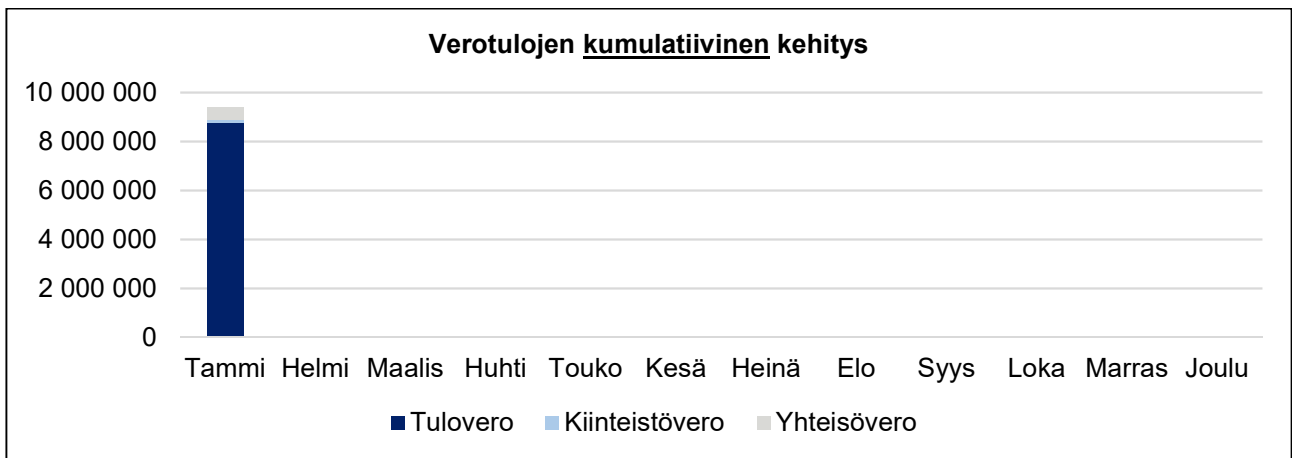 Verotulojen kumulatiivinen kehitys
10 000 000
8 000 000
6 000 000
4 000 000
2 000 000
0
Tammi Helmi Maalis Huhti Touko Kesä Heinä Elo Syys Loka Marras Joulu
Tulovero Kiinteistövero Yhteisövero